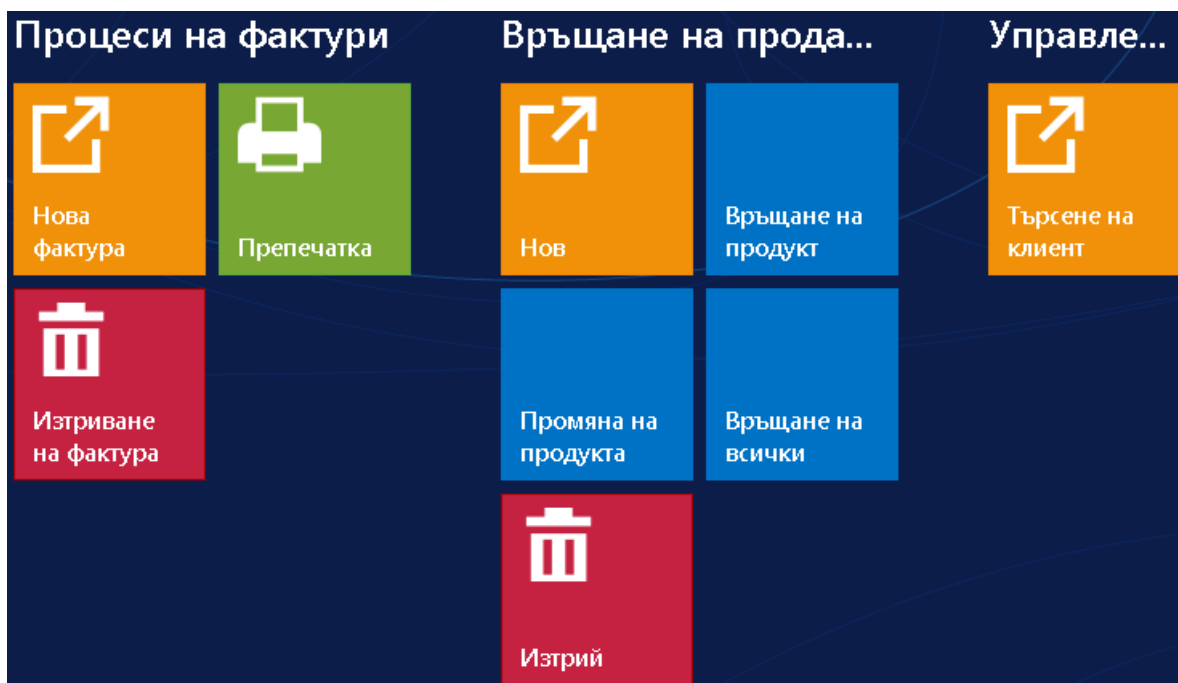 Процеси на фактури
Нова
фактура
Препечатка
Изтриване
на фактура
Връщане на прода...
Нов
Връщане на
продукт
Промяна на
продукта
Връщане на
всички
Изтрий
Управле...
Търсене на
клиент